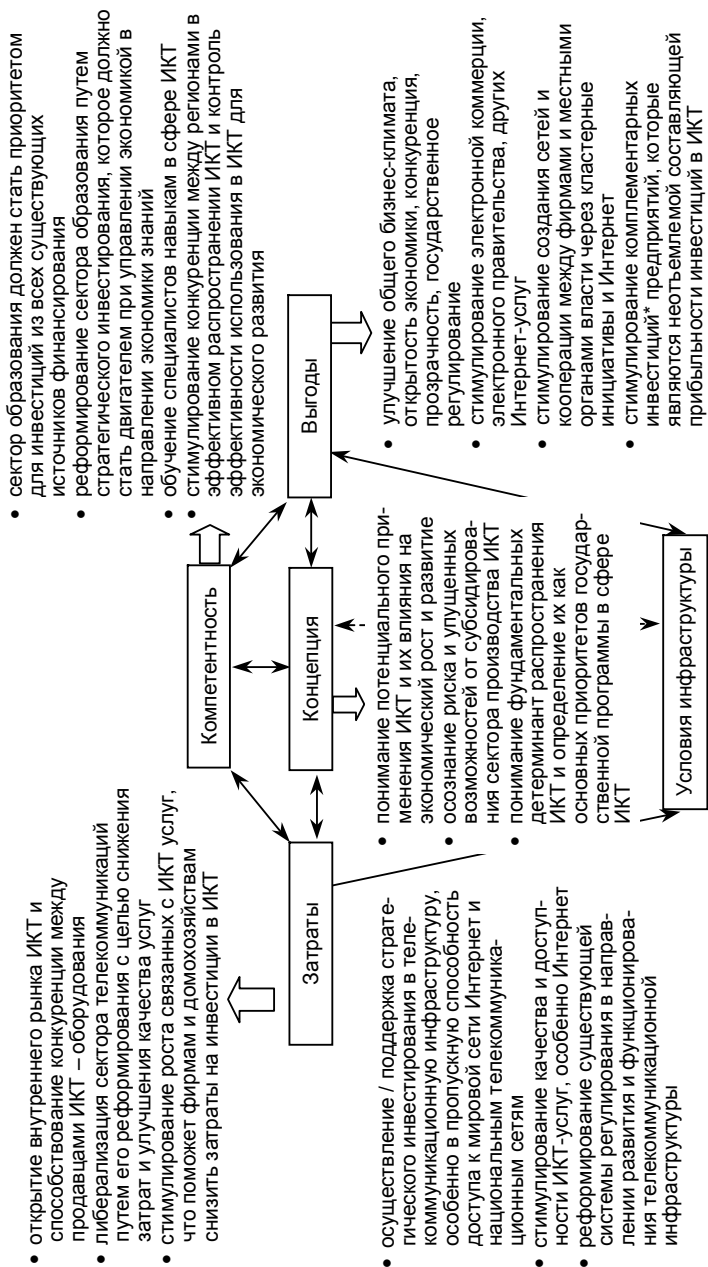 • открытие внутреннего рынка ИКТ и
способствование конкуренции между
продавцами ИКТ – оборудования
• либерализация сектора телекоммуникаций
путем его реформирования с целью снижения
затрат и улучшения качества услуг
• стимулирование роста связанных с ИКТ услуг,
что поможет фирмам и домохозяйствам
снизить затраты на инвестиции в ИКТ
• сектор образования должен стать приоритетом
для инвестиций из всех существующих
источников финансирования
• реформирование сектора образования путем
стратегического инвестирования, которое должно
стать двигателем при управлении экономикой в
направлении экономики знаний
• обучение специалистов навыкам в сфере ИКТ
• стимулирование конкуренции между регионами в
эффективном распространении ИКТ и контроль
эффективности использования в ИКТ для
экономического развития
Компетентность
Затраты
Концепция
Выгоды
• осуществление / поддержка страте-
гического инвестирования в теле-
коммуникационную инфраструктуру,
особенно в пропускную способность
доступа к мировой сети Интернет и
национальным телекоммуника-
ционным сетям
• стимулирование качества и доступ-
ности ИКТ-услуг, особенно Интернет
• реформирование существующей
системы регулирования в направ-
лении развития и функционирова-
ния телекоммуникационной
инфраструктуры
• понимание потенциального при-
менения ИКТ и их влияния на
экономический рост и развитие
• осознание риска и упущенных
возможностей от субсидирова-
ния сектора производства ИКТ
• понимание фундаментальных
детерминант распространения
ИКТ и определение их как
основных приоритетов государ-
ственной программы в сфере
ИКТ
• улучшение общего бизнес-климата,
открытость экономики, конкуренция,
прозрачность, государственное
регулирование
• стимулирование электронной коммерции,
электронного правительства, других
Интернет-услуг
• стимулирование создания сетей и
кооперации между фирмами и местными
органами власти через кластерные
инициативы и Интернет
• стимулирование комплементарных
инвестиций* предприятий, которые
являются неотъемлемой составляющей
прибыльности инвестиций в ИКТ
Условия инфраструктуры